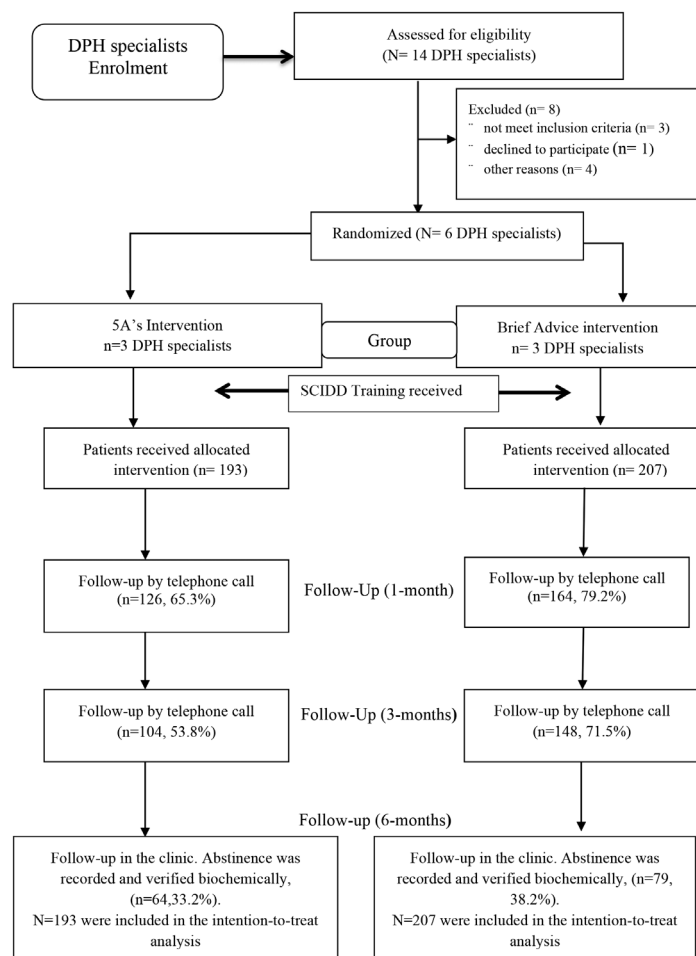 DPH specialists
Enrolment
Assessed for eligibility
(N= 14 DPH specialists)
Excluded (n= 8)
¨ not meet inclusion criteria (n= 3)
¨ declined to participate (n= 1)
¨ other reasons (n= 4)
Randomized (N= 6 DPH specialists)
5A’s Intervention
n=3 DPH specialists
Group
Brief Advice intervention
n= 3 DPH specialists
SCIDD Training received
Patients received allocated
intervention (n= 193)
Patients received allocated
intervention (n= 207)
Follow-up by telephone call
(n=126, 65.3%)
Follow-Up (1-month)
Follow-up by telephone call
(n=164, 79.2%)
Follow-up by telephone call
(n=104, 53.8%)
Follow-Up (3-months)
Follow-up by telephone call
(n=148, 71.5%)
Follow-up (6-months)
Follow-up in the clinic. Abstinence was
recorded and verified biochemically,
(n=64,33.2%).
N=193 were included in the intention-to-treat
analysis
Follow-up in the clinic. Abstinence was
recorded and verified biochemically, (n=79,
38.2%).
N=207 were included in the intention-to-treat
analysis